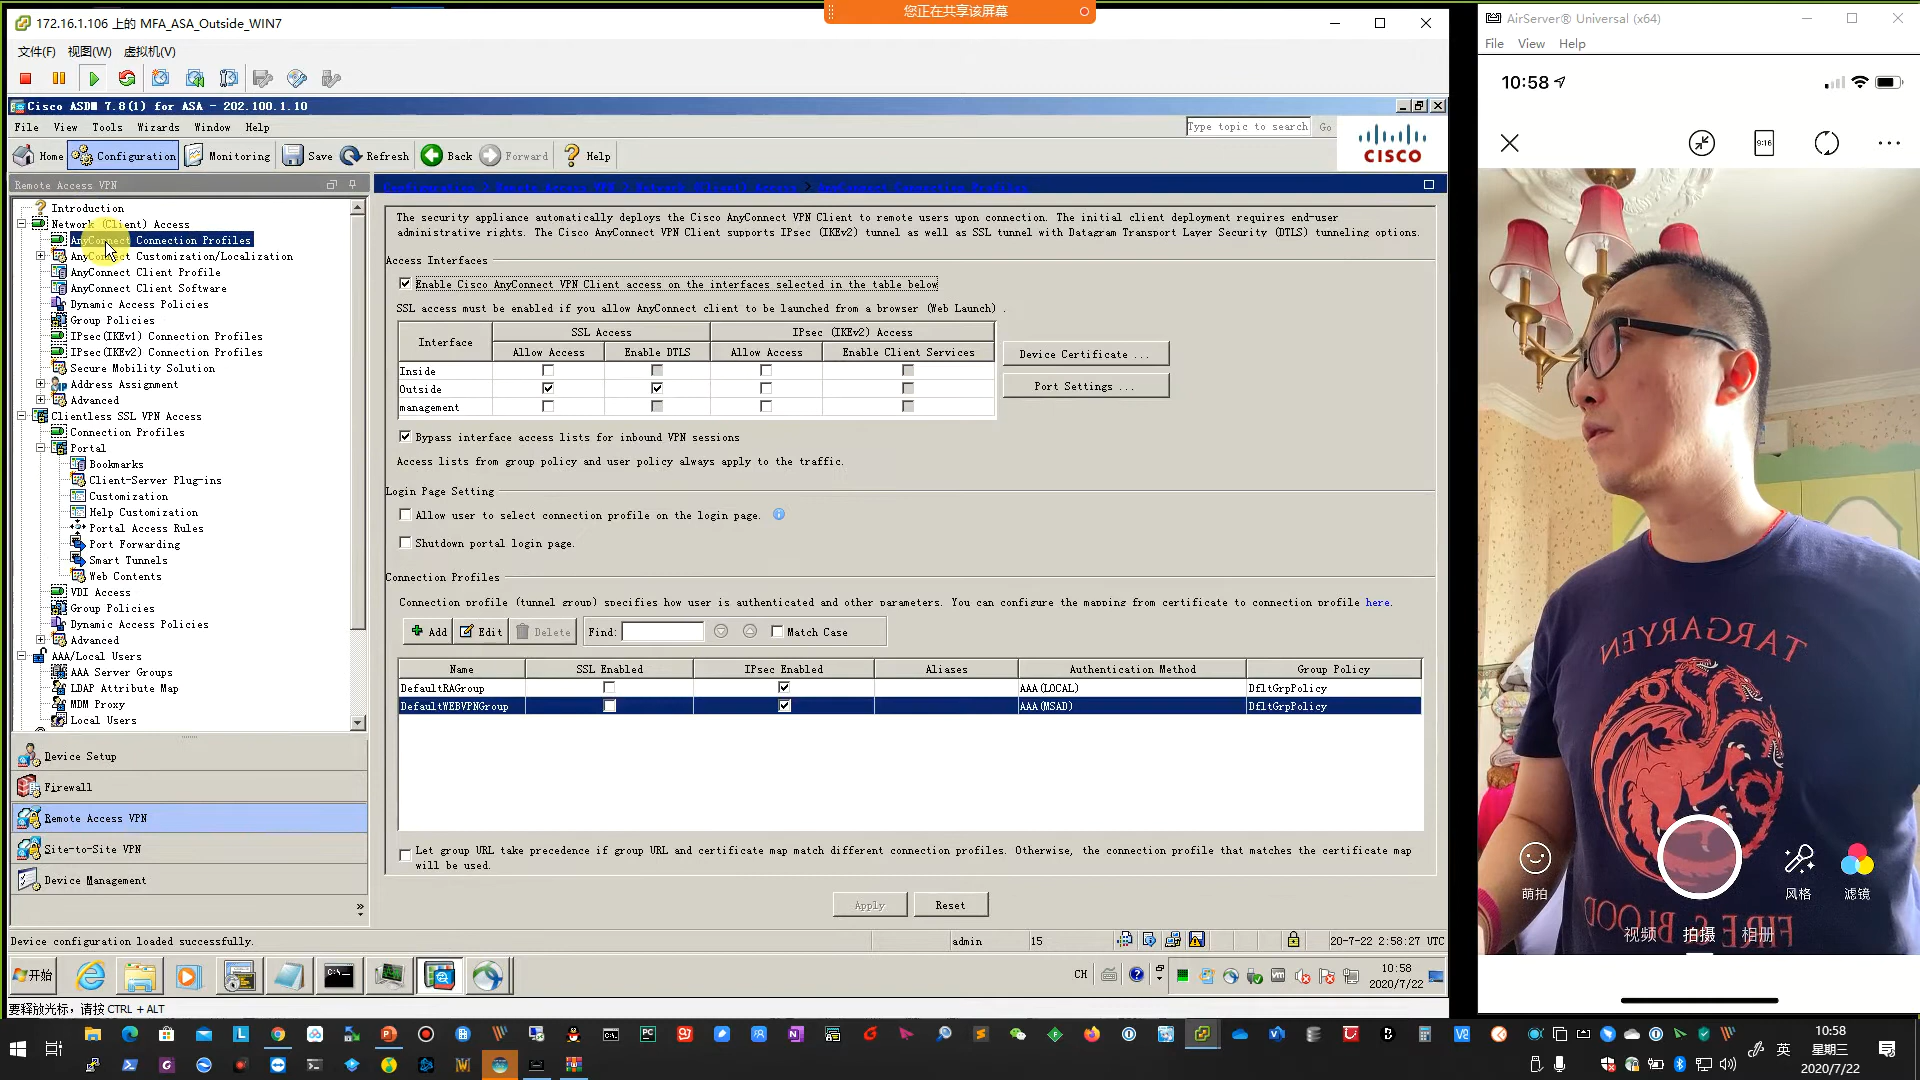 172.16.1.106 上的 MFA_ASA_Outside_WIN7
您正在共享该屏幕
文件(F) 视图(W) 虚拟机(V)
Cisco ASDM 7.8(1) for ASA - 202.100.1.10
File View Tools Wizards Window Help
Type topic to search Go
CISCO
Home Configuration Monitoring Save Refresh Back Forward Help
Remote Access VPN
Configuration > Remote Access VPN > Network (Client) Access > AnyConnect Connection Profiles
Introduction
Network (Client) Access
AnyConnect Connection Profiles
AnyConnect Customization/Localization
AnyConnect Client Profile
AnyConnect Client Software
Dynamic Access Policies
Group Policies
IPsec(IKEv1) Connection Profiles
IPsec(IKEv2) Connection Profiles
Secure Mobility Solution
Address Assignment
Advanced
Clientless SSL VPN Access
Connection Profiles
Portal
Bookmarks
Client-Server Plug-ins
Customization
Help Customization
Portal Access Rules
Port Forwarding
Smart Tunnels
Web Contents
VDI Access
Group Policies
Dynamic Access Policies
Advanced
AAA/Local Users
AAA Server Groups
LDAP Attribute Map
MDM Proxy
Local Users
Device Setup
Firewall
Remote Access VPN
Site-to-Site VPN
Device Management
The security appliance automatically deploys the Cisco AnyConnect VPN Client to remote users upon connection. The initial client deployment requires end-user
administrative rights. The Cisco AnyConnect VPN Client supports IPsec (IKEv2) tunnel as well as SSL tunnel with Datagram Transport Layer Security (DTLS) tunneling options.
Access Interfaces
Enable Cisco AnyConnect VPN Client access on the interfaces selected in the table below
SSL access must be enabled if you allow AnyConnect client to be launched from a browser (Web Launch) .
Interface SSL Access IPsec (IKEv2) Access
Allow Access Enable DTLS Allow Access Enable Client Services
Inside
Outside
management
Device Certificate ...
Port Settings ...
Bypass interface access lists for inbound VPN sessions
Access lists from group policy and user policy always apply to the traffic.
Login Page Setting
Allow user to select connection profile on the login page.
Shutdown portal login page.
Connection Profiles
Connection profile (tunnel group) specifies how user is authenticated and other parameters. You can configure the mapping from certificate to connection profile here.
Add Edit Delete Find: Match Case
Name SSL Enabled IPsec Enabled Aliases Authentication Method Group Policy
DefaultRAGroup AAA(LOCAL) DfltGrpPolicy
DefaultWEBVPNGroup AAA(MSAD) DfltGrpPolicy
Let group URL take precedence if group URL and certificate map match different connection profiles. Otherwise, the connection profile that matches the certificate map
will be used.
Apply Reset
Device configuration loaded successfully. admin 15 20-7-22 2:58:27 UTC
开始
CH
10:58
2020/7/22
要释放光标，请按 CTRL + ALT
AirServer® Universal (x64)
File View Help
10:58
9:16
TARGARYEN
FIRE & BLOOD
萌拍 风格 滤镜
视频 拍摄 相册
英
10:58
星期三
2020/7/22